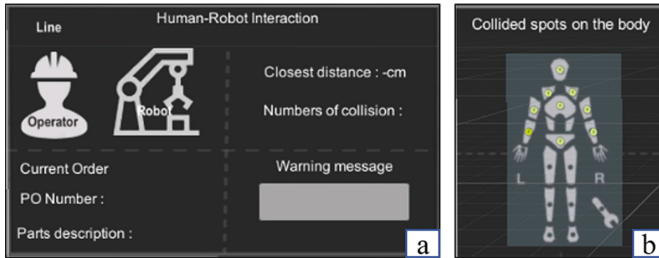 Line
Human-Robot Interaction
Operator
Robot
Closest distance : -cm
Numbers of collision :
Current Order
PO Number :
Parts description :
Warning message
a
Collided spots on the body
L
R
b